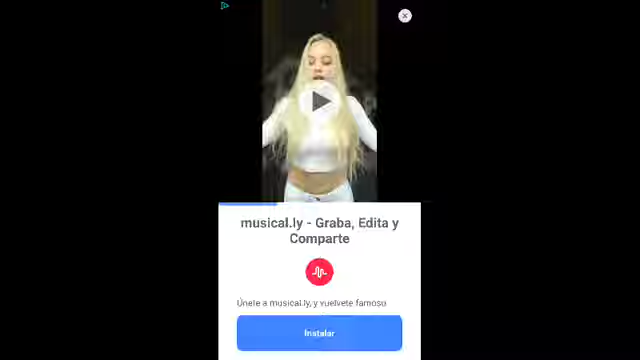 musical.ly - Graba, Edita y
Comparte
Únete a musical.ly, y vuelvete famoso
Instalar